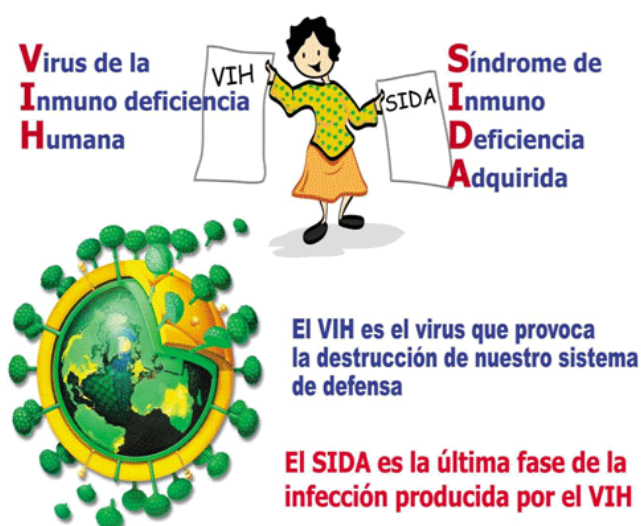 Virus de la
Inmuno deficiencia
Humana
VIH
SIDA
Síndrome de
Inmuno
Deficiencia
Adquirida
El VIH es el virus que provoca
la destrucción de nuestro sistema
de defensa
El SIDA es la última fase de la
infección producida por el VIH